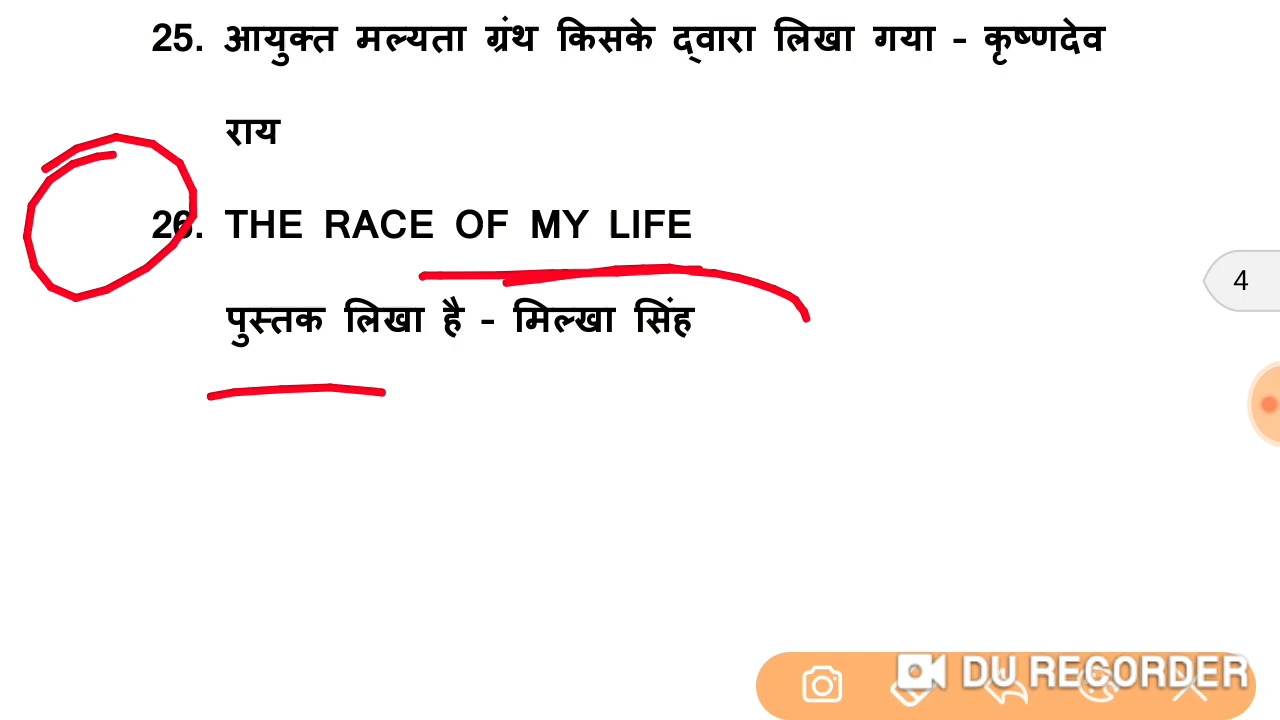 25. आयुक्त मल्यता ग्रंथ किसके द्वारा लिखा गया - कृष्णदेव
राय
26. THE RACE OF MY LIFE
पुस्तक लिखा है - मिल्खा सिंह
4
DU RECORDER